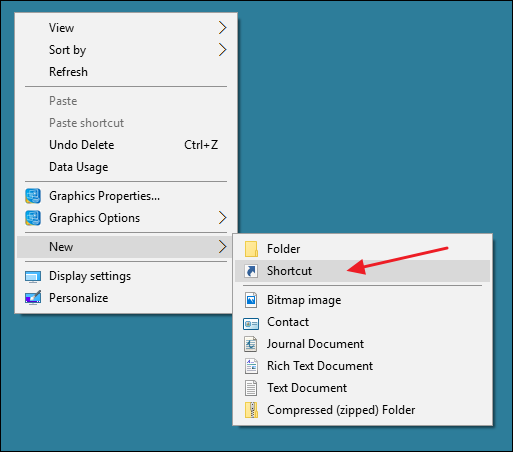 View
Sort by
Refresh
Paste
Paste shortcut
Undo Delete Ctrl+Z
Data Usage
Graphics Properties...
Graphics Options
New
Display settings
Personalize
Folder
Shortcut
Bitmap image
Contact
Journal Document
Rich Text Document
Text Document
Compressed (zipped) Folder